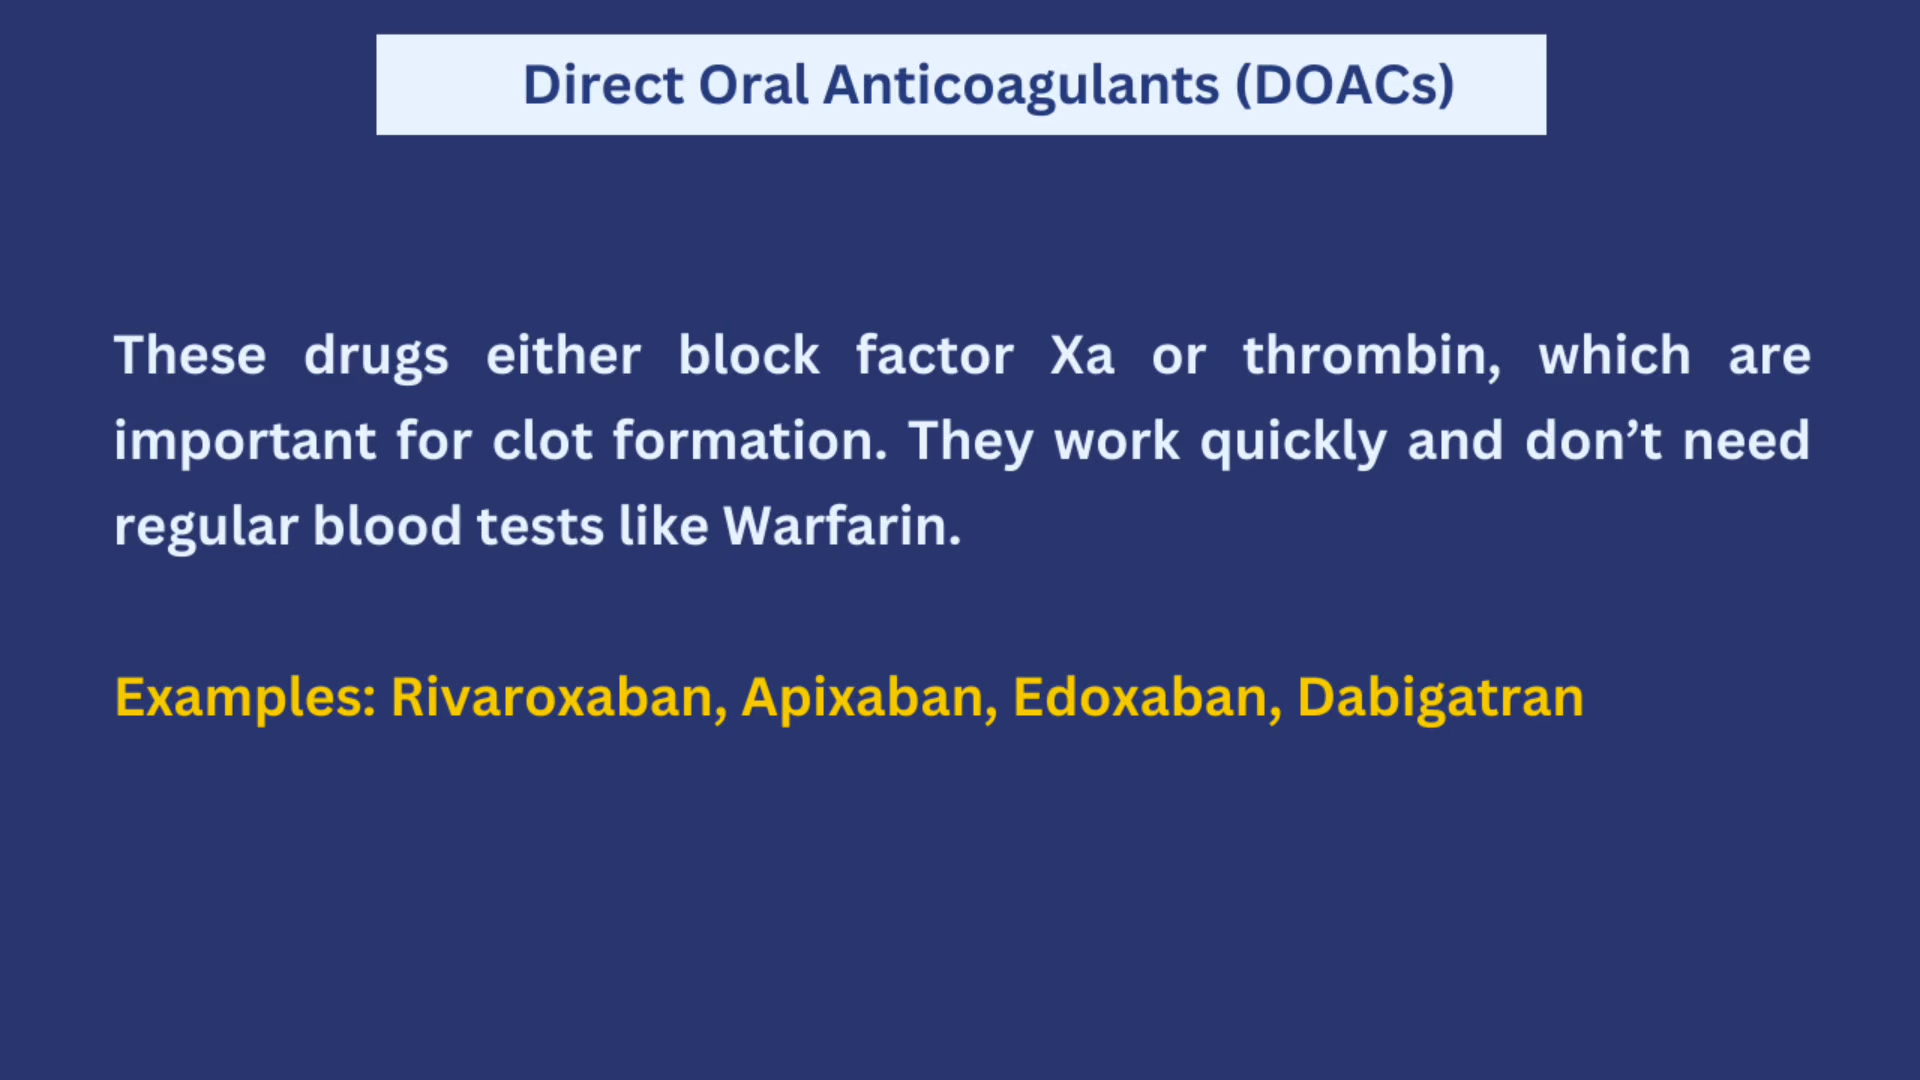 Direct Oral Anticoagulants (DOACs)
These drugs either block factor Xa or thrombin, which are
important for clot formation. They work quickly and don’t need
regular blood tests like Warfarin.
Examples: Rivaroxaban, Apixaban, Edoxaban, Dabigatran